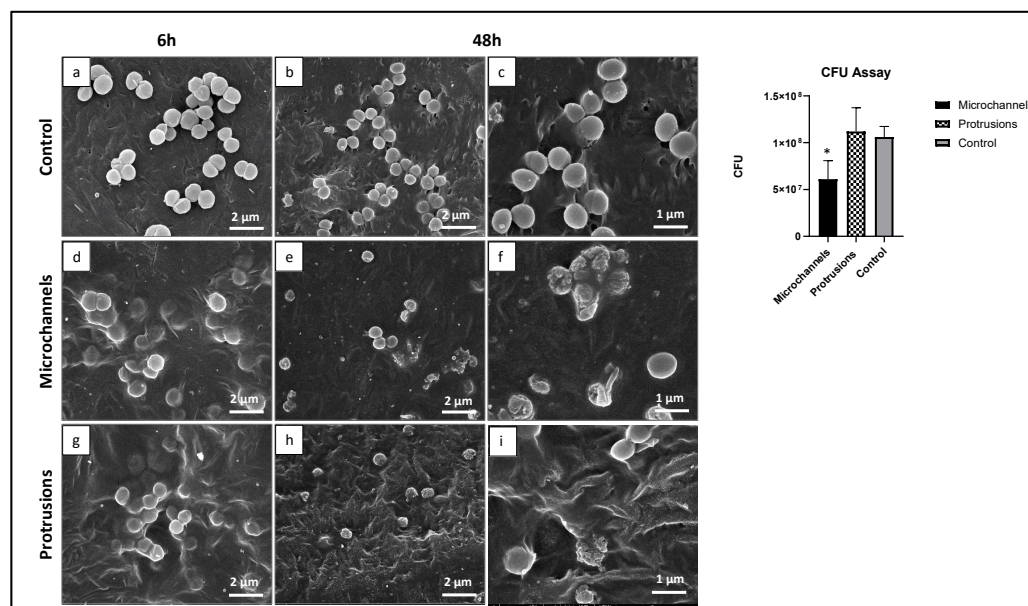 6h
48h
Control
a
2 µm
b
2 µm
c
1 µm
Microchannels
d
2 µm
e
2 µm
f
1 µm
Protrusions
g
2 µm
h
2 µm
i
1 µm
CFU Assay
CFU
1.5×10⁸
1×10⁸
5×10⁷
0
*
Microchannels
Protrusions
Control
Microchannel
Protrusions
Control